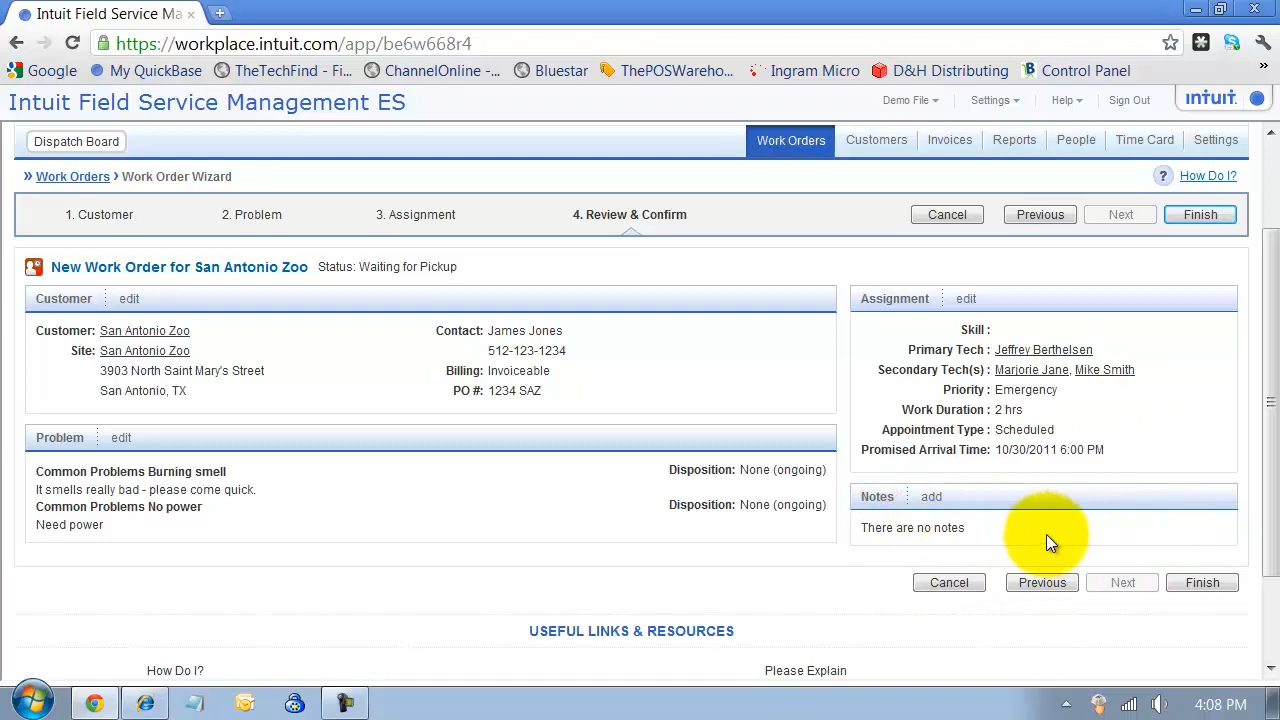 Intuit Field Service Ma
https://workplace.intuit.com/app/be6w668r4
Google My QuickBase TheTechFind - Fi... ChannelOnline -... Bluestar ThePOSWareho... Ingram Micro D&H Distributing Control Panel »
Intuit Field Service Management ES
Demo File Settings Help Sign Out intuit.
Dispatch Board
Work Orders Customers Invoices Reports People Time Card Settings
» Work Orders › Work Order Wizard
? How Do I?
1. Customer 2. Problem 3. Assignment 4. Review & Confirm
Cancel Previous Next Finish
New Work Order for San Antonio Zoo Status: Waiting for Pickup
Customer edit
Customer: San Antonio Zoo
Site: San Antonio Zoo
3903 North Saint Mary's Street
San Antonio, TX
Contact: James Jones
512-123-1234
Billing: Invoiceable
PO #: 1234 SAZ
Problem edit
Common Problems Burning smell Disposition: None (ongoing)
It smells really bad - please come quick.
Common Problems No power Disposition: None (ongoing)
Need power
Assignment edit
Skill :
Primary Tech : Jeffrey Berthelsen
Secondary Tech(s) : Marjorie Jane, Mike Smith
Priority : Emergency
Work Duration : 2 hrs
Appointment Type : Scheduled
Promised Arrival Time: 10/30/2011 6:00 PM
Notes add
There are no notes
Cancel Previous Next Finish
USEFUL LINKS & RESOURCES
How Do I? Please Explain
4:08 PM